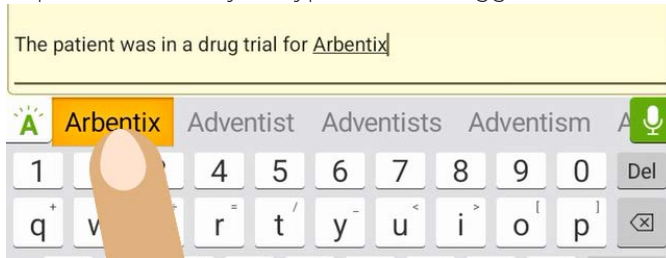 The patient was in a drug trial for Arbentix
Arbentix Adventist Adventists Adventism
1 4 5 6 7 8 9 0 Del
+ = / - < > [ ]
q r t y u i o p